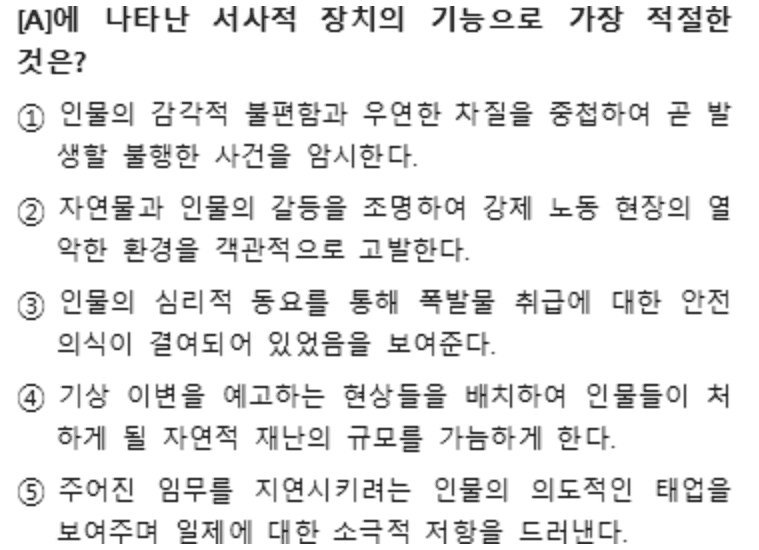 [A]에 나타난 서사적 장치의 기능으로 가장 적절한
것은?
① 인물의 감각적 불편함과 우연한 차질을 중첩하여 곧 발
생할 불행한 사건을 암시한다.
② 자연물과 인물의 갈등을 조명하여 강제 노동 현장의 열
악한 환경을 객관적으로 고발한다.
③ 인물의 심리적 동요를 통해 폭발물 취급에 대한 안전
의식이 결여되어 있었음을 보여준다.
④ 기상 이변을 예고하는 현상들을 배치하여 인물들이 처
하게 될 자연적 재난의 규모를 가늠하게 한다.
⑤ 주어진 임무를 지연시키려는 인물의 의도적인 태업을
보여주며 일제에 대한 소극적 저항을 드러낸다.